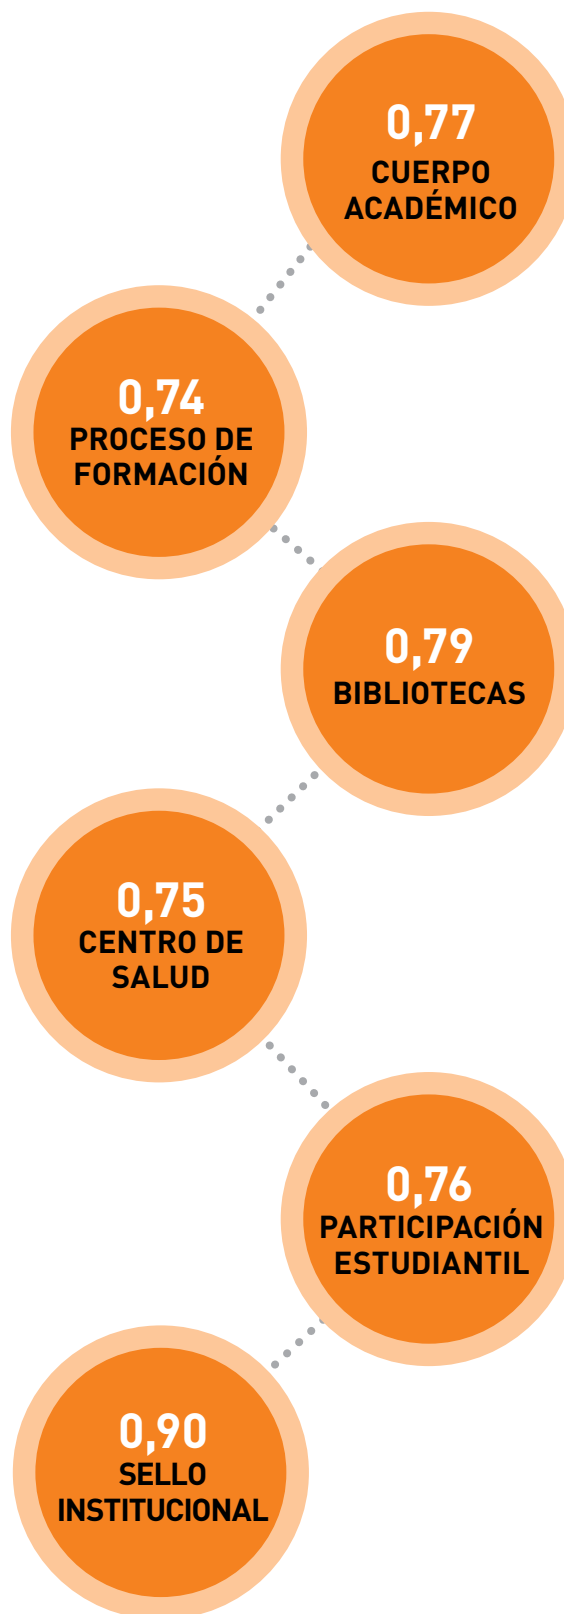 0,77
CUERPO
ACADÉMICO
0,74
PROCESO DE
FORMACIÓN
0,79
BIBLIOTECAS
0,75
CENTRO DE
SALUD
0,76
PARTICIPACIÓN
ESTUDIANTIL
0,90
SELLO
INSTITUCIONAL